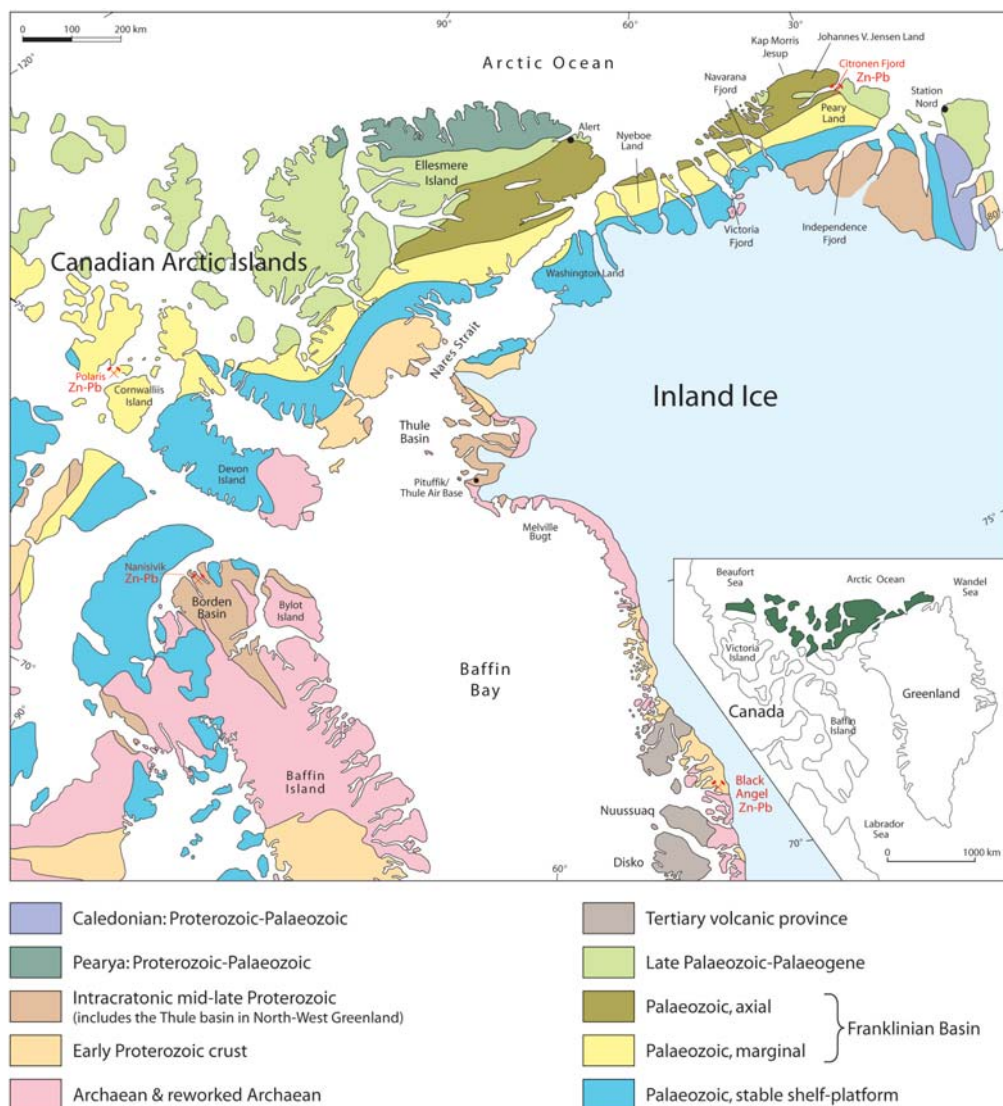 0 100 200 km
90°
60°
30°
120°
Arctic Ocean
Kap Morris
Jesup
Johannes V. Jensen Land
Citronen Fjord
Zn-Pb
Navarana
Fjord
Station
Nord
Peary
Land
Alert
Nyeboe
Land
Ellesmere
Island
80°
Victoria
Fjord
Independence
Fjord
Canadian Arctic Islands
Washington Land
75°
Nares Strait
Polaris
Zn-Pb
Cornwalliis
Island
Inland Ice
Thule
Basin
Devon
Island
Pituffik/
Thule Air Base
75°
Melville
Bugt
Nanisivik
Zn-Pb
Borden
Basin
Bylot
Island
Beaufort
Sea
Arctic Ocean
Wandel
Sea
Victoria
Island
Greenland
Canada
Baffin
Island
Labrador
Sea
0 1000 km
70°
Baffin
Bay
90°
Baffin
Island
Black
Angel
Zn-Pb
Nuussuaq
70°
Disko
60°
Caledonian: Proterozoic-Palaeozoic
Pearya: Proterozoic-Palaeozoic
Intracratonic mid-late Proterozoic
(includes the Thule basin in North-West Greenland)
Early Proterozoic crust
Archaean & reworked Archaean
Tertiary volcanic province
Late Palaeozoic-Palaeogene
Palaeozoic, axial
Palaeozoic, marginal
Franklinian Basin
Palaeozoic, stable shelf-platform